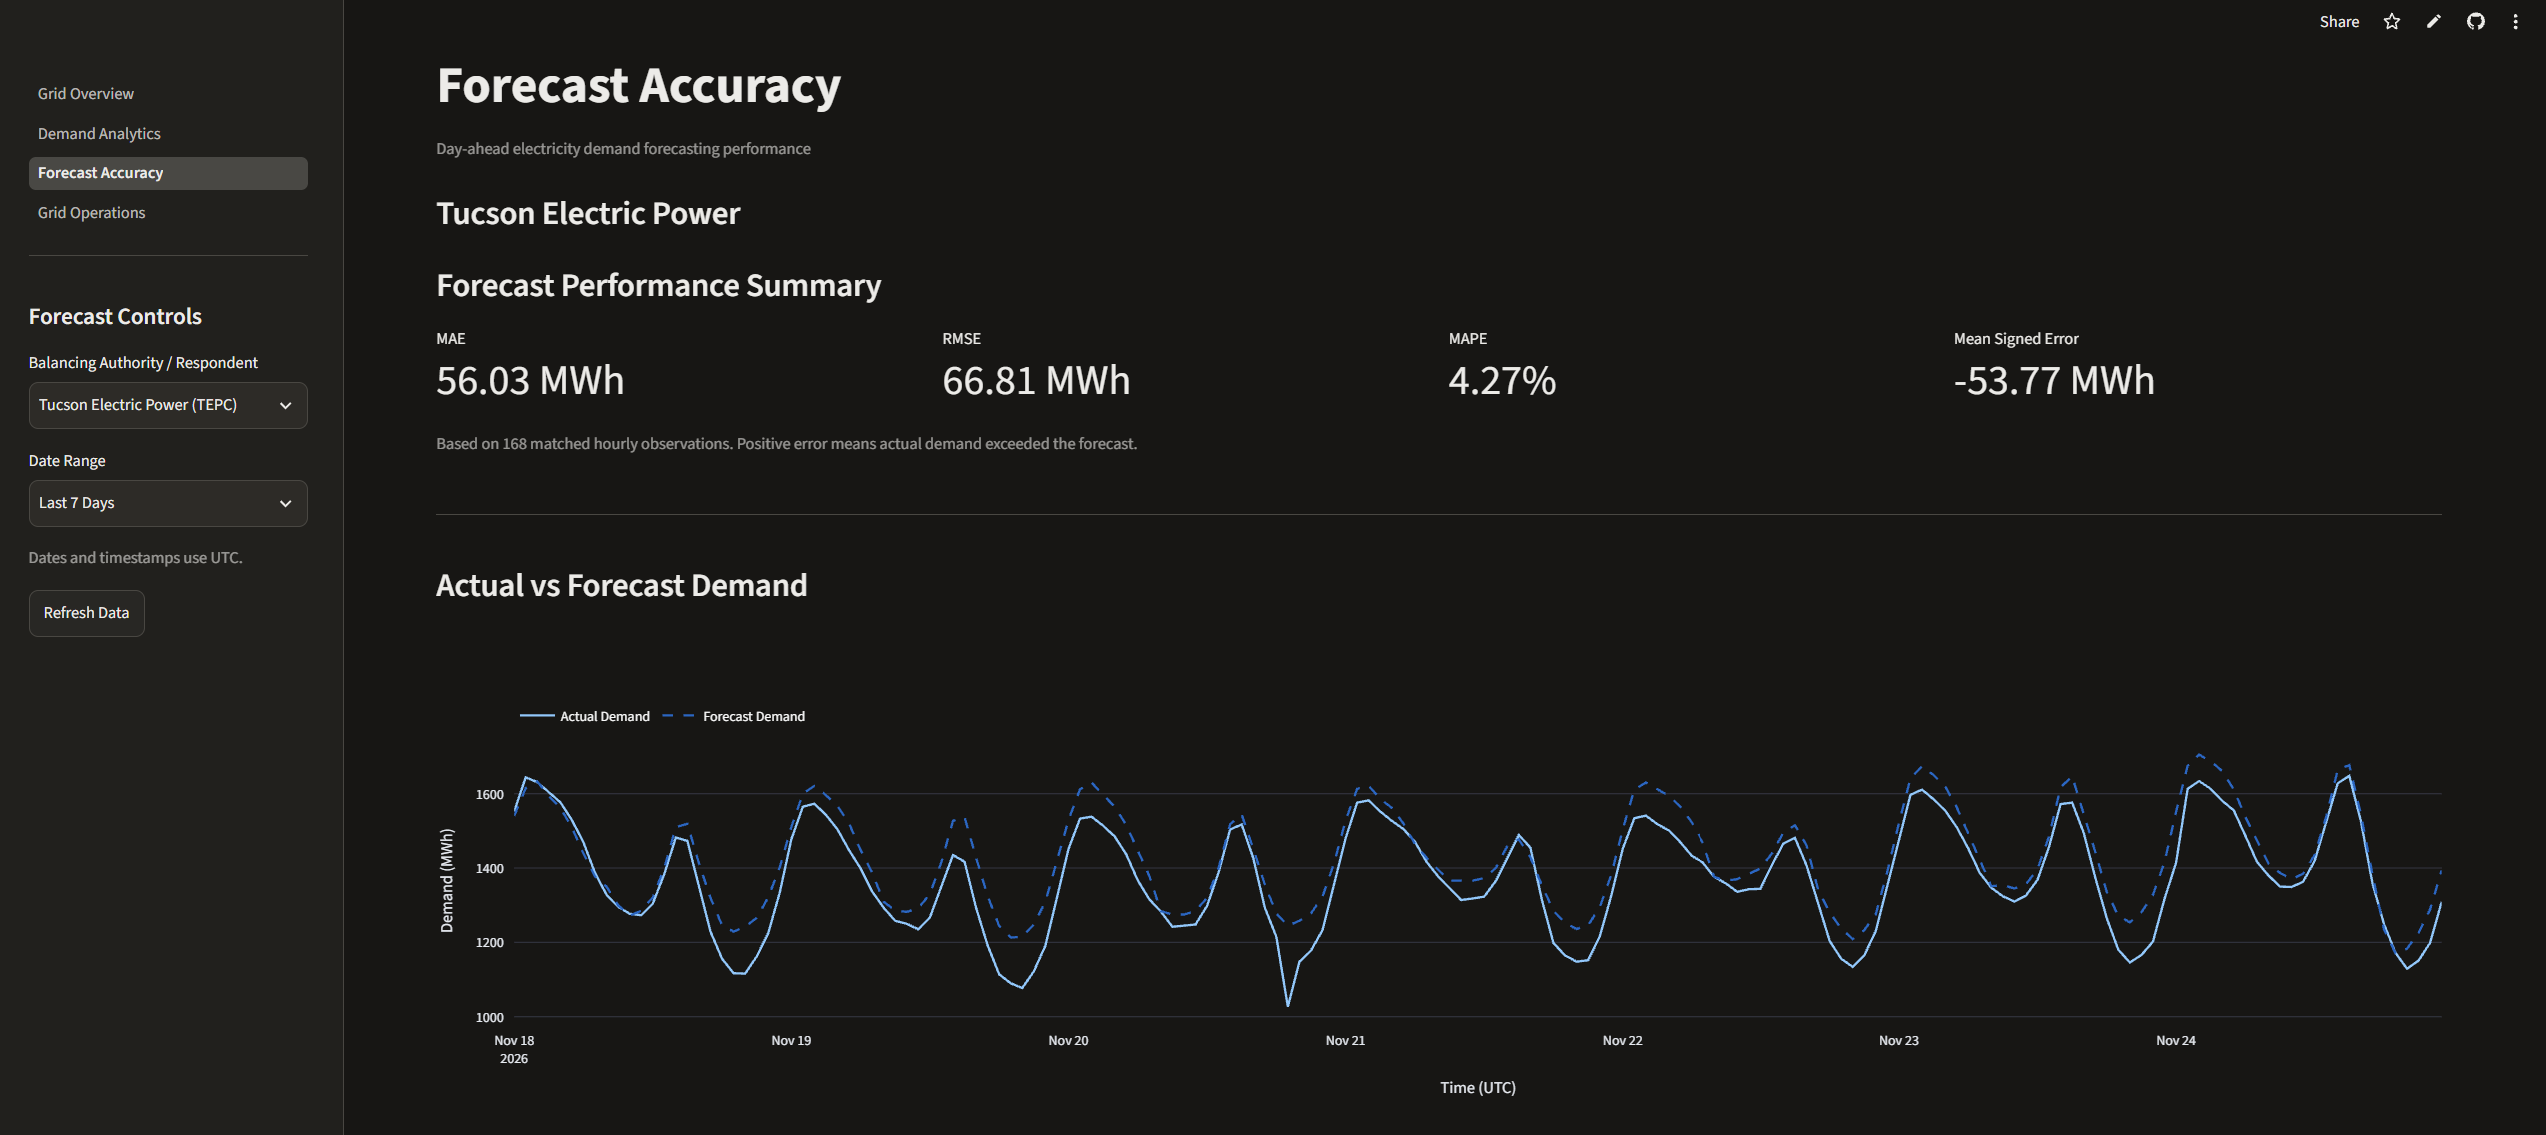 Share
Grid Overview
Demand Analytics
Forecast Accuracy
Grid Operations
Forecast Controls
Balancing Authority / Respondent
Tucson Electric Power (TEPC)
Date Range
Last 7 Days
Dates and timestamps use UTC.
Refresh Data
Forecast Accuracy
Day-ahead electricity demand forecasting performance
Tucson Electric Power
Forecast Performance Summary
MAE
56.03 MWh
RMSE
66.81 MWh
MAPE
4.27%
Mean Signed Error
-53.77 MWh
Based on 168 matched hourly observations. Positive error means actual demand exceeded the forecast.
Actual vs Forecast Demand
Actual Demand
Forecast Demand
Demand (MWh)
1600
1400
1200
1000
Nov 18
2026
Nov 19
Nov 20
Nov 21
Nov 22
Nov 23
Nov 24
Time (UTC)